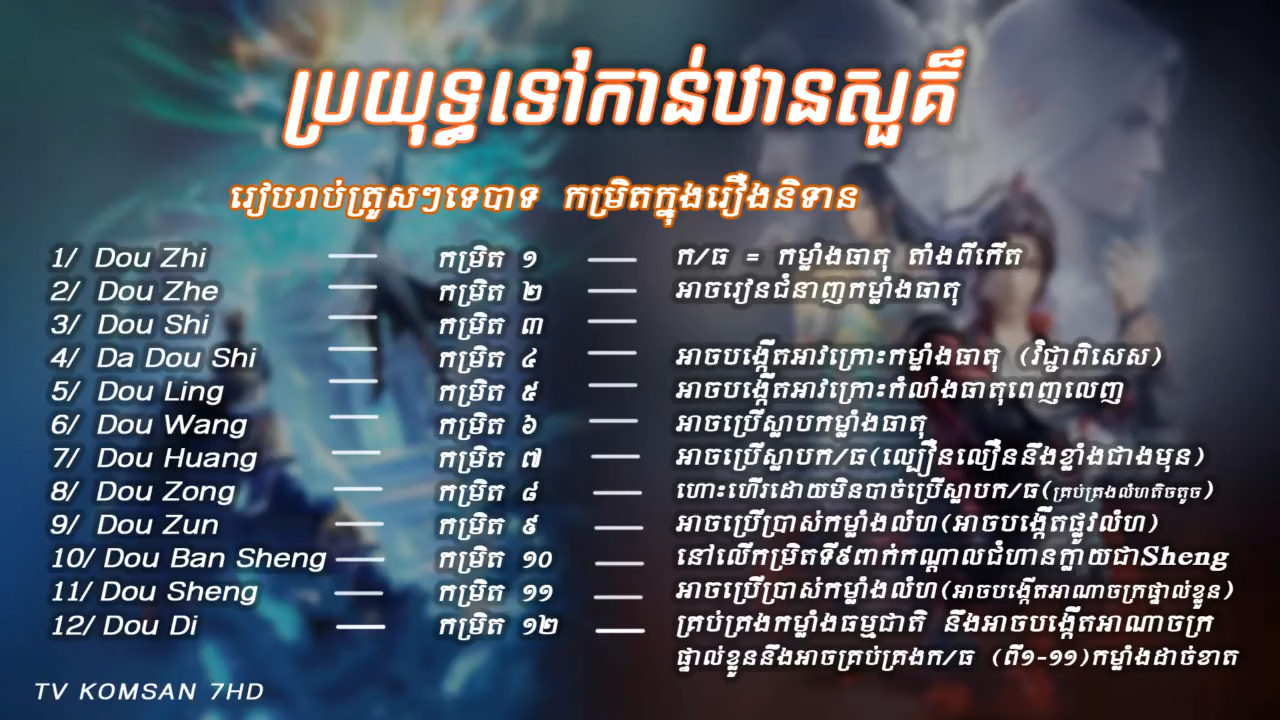 ប្រយុទ្ធទៅកាន់ឋានសួគ៌
រៀបរាប់ត្រួសៗទេបាទ កម្រិតក្នុងរឿងនិទាន
1/ Dou Zhi — កម្រិត ១ — ក/ធ = កម្លាំងធាតុ តាំងពីកើត
2/ Dou Zhe — កម្រិត ២ — អាចរៀនជំនាញកម្លាំងធាតុ
3/ Dou Shi — កម្រិត ៣ —
4/ Da Dou Shi — កម្រិត ៤ — អាចបង្កើតអាវក្រោះកម្លាំងធាតុ (វិជ្ជាពិសេស)
5/ Dou Ling — កម្រិត ៥ — អាចបង្កើតអាវក្រោះកំលាំងធាតុពេញលេញ
6/ Dou Wang — កម្រិត ៦ — អាចប្រើស្លាបកម្លាំងធាតុ
7/ Dou Huang — កម្រិត ៧ — អាចប្រើស្លាបក/ធ(ល្បឿនលឿននឹងខ្លាំងជាងមុន)
8/ Dou Zong — កម្រិត ៨ — ហោះហើរដោយមិនបាច់ប្រើស្លាបក/ធ(គ្រប់គ្រងលំហតិចតួច)
9/ Dou Zun — កម្រិត ៩ — អាចប្រើប្រាស់កម្លាំងលំហ(អាចបង្កើតផ្លូវលំហ)
10/ Dou Ban Sheng — កម្រិត ១០ — នៅលើកម្រិតទី៩ពាក់កណ្តាលជំហានក្លាយជាSheng
11/ Dou Sheng — កម្រិត ១១ — អាចប្រើប្រាស់កម្លាំងលំហ(អាចបង្កើតអាណាចក្រផ្ទាល់ខ្លួន)
12/ Dou Di — កម្រិត ១២ — គ្រប់គ្រងកម្លាំងធម្មជាតិ នឹងអាចបង្កើតអាណាចក្រ
ផ្ទាល់ខ្លួននឹងអាចគ្រប់គ្រងក/ធ (ពី១-១១)កម្លាំងដាច់ខាត
TV KOMSAN 7HD